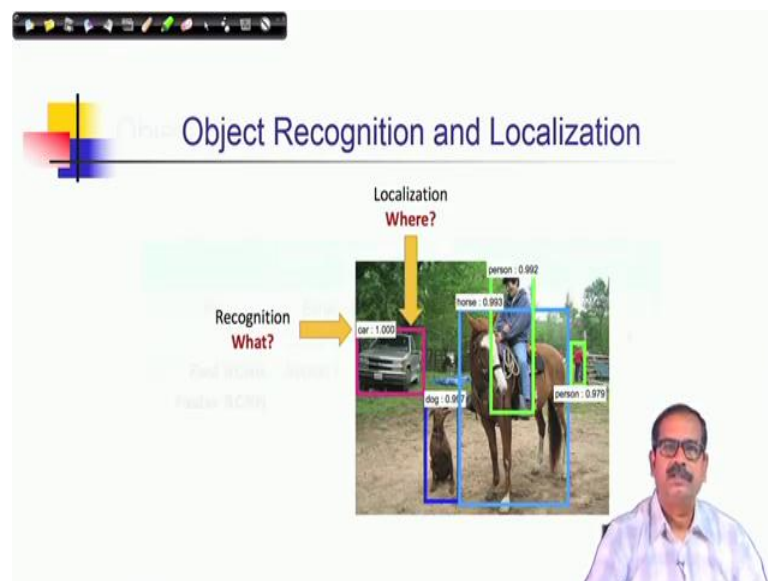 Object Recognition and Localization
Localization
Where?
Recognition
What?
person : 0.992
horse : 0.993
car : 1.000
dog : 0.997
person : 0.979